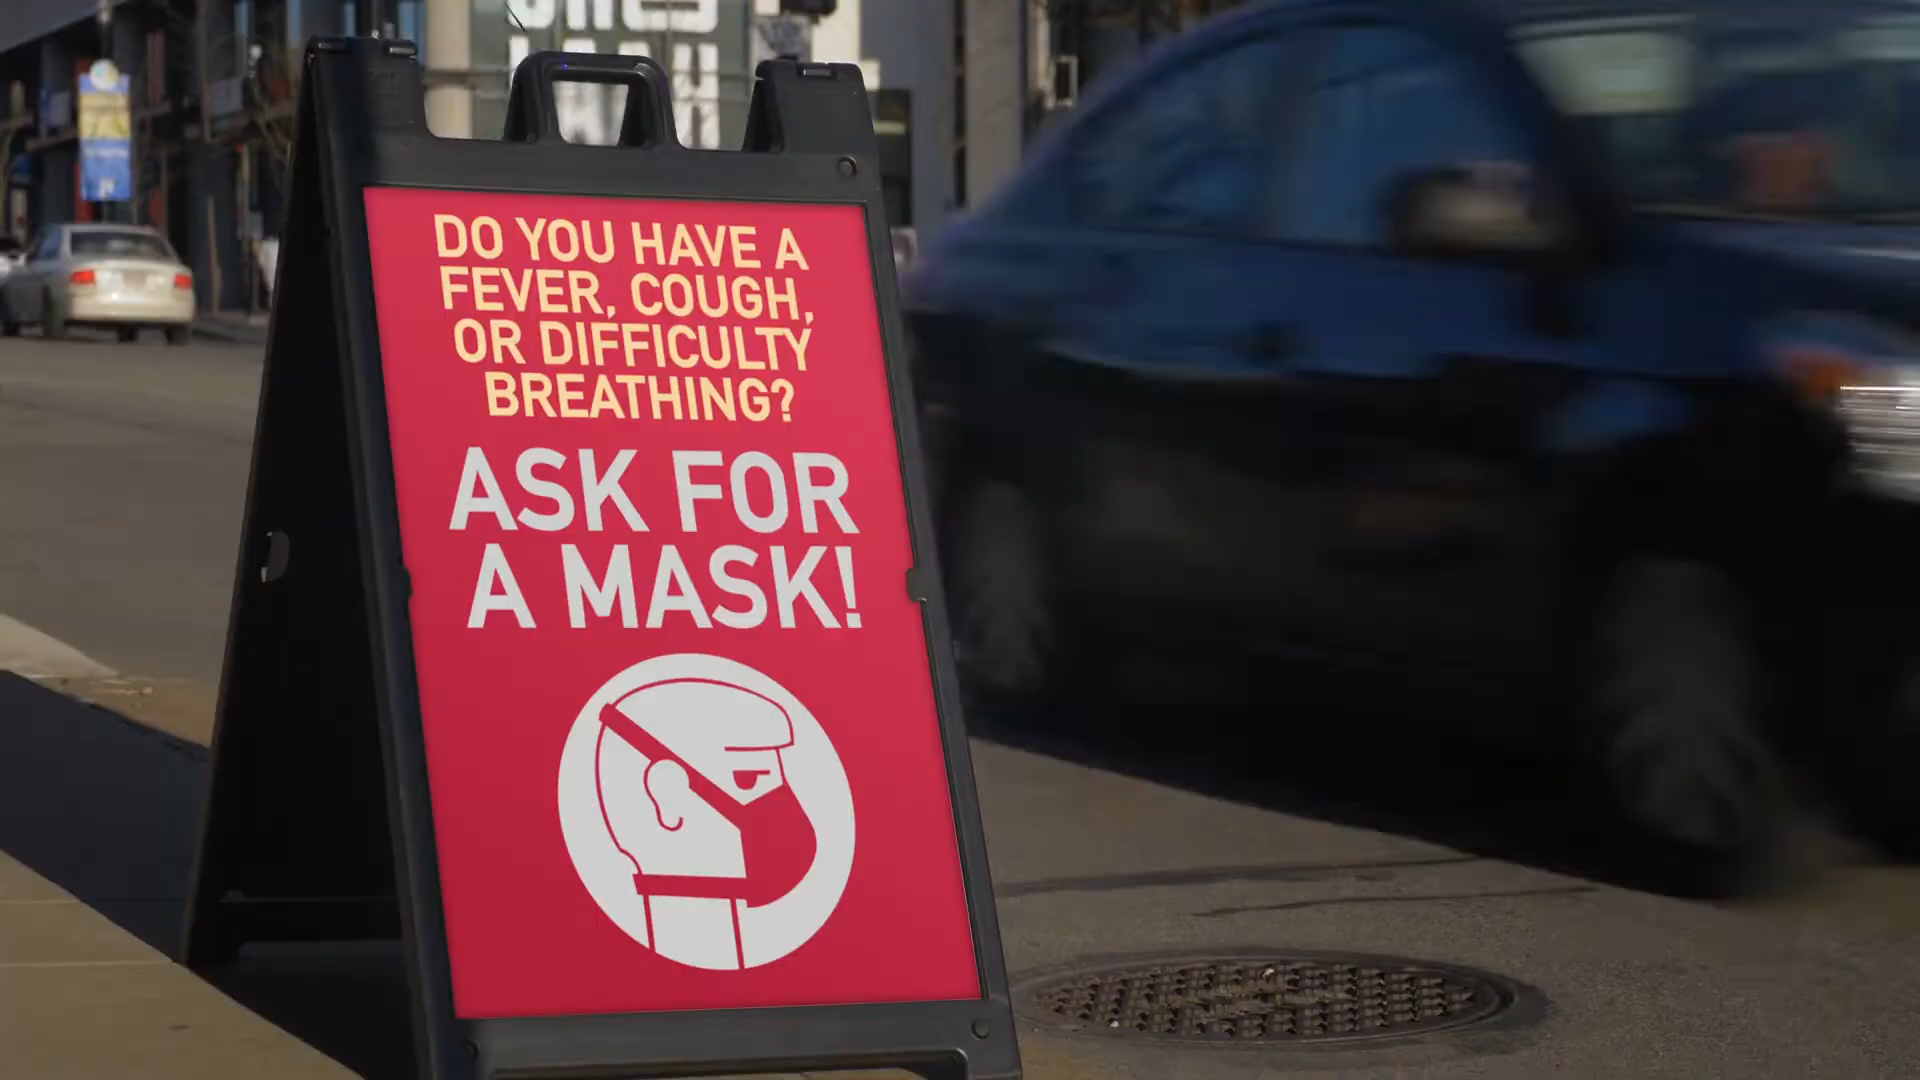 DO YOU HAVE A
FEVER, COUGH,
OR DIFFICULTY
BREATHING?
ASK FOR
A MASK!